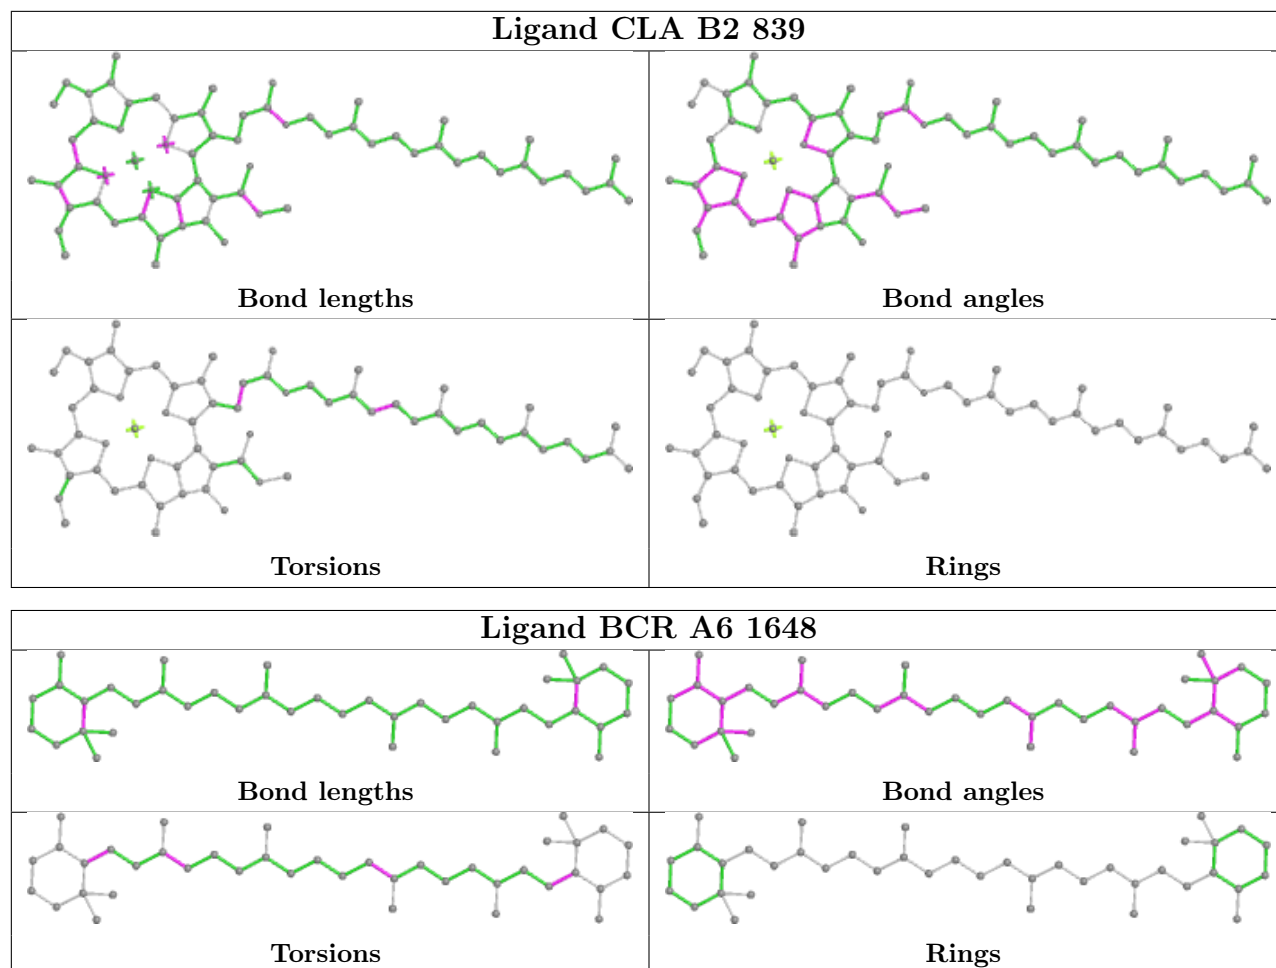 Ligand CLA B2 839
Bond lengths
Bond angles
Torsions
Rings
Ligand BCR A6 1648
Bond lengths
Bond angles
Torsions
Rings